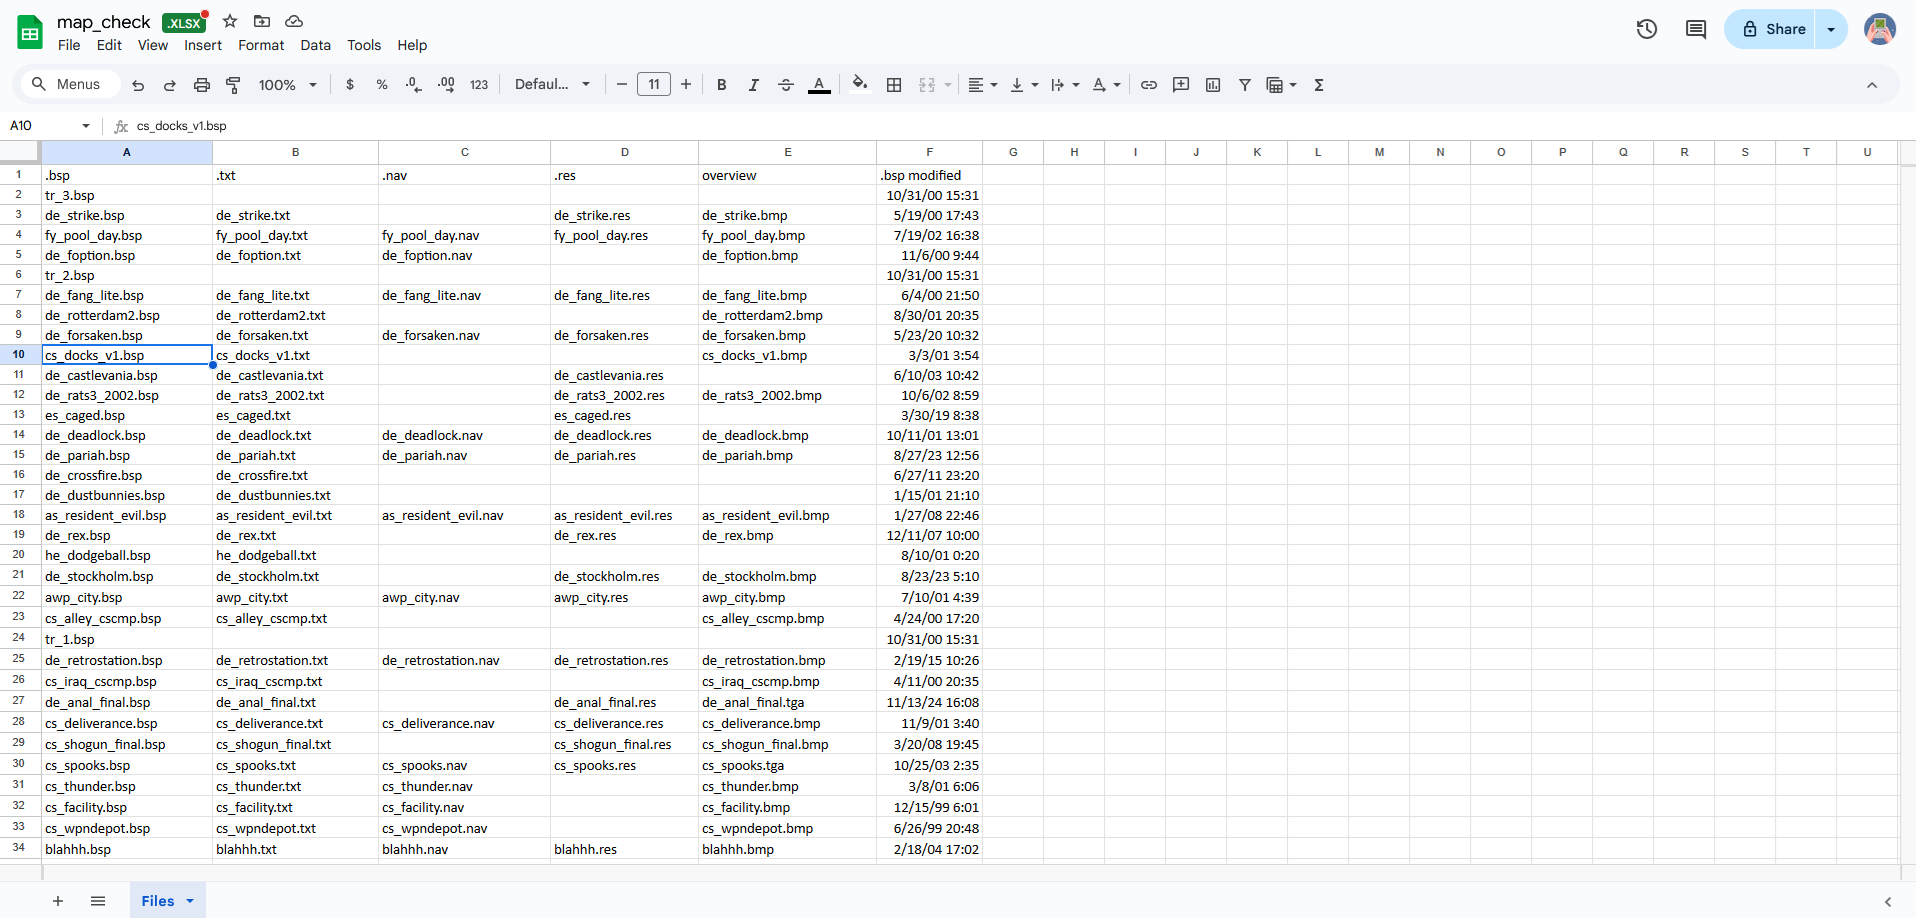 map_check .XLSX
File Edit View Insert Format Data Tools Help
Share
Menus 100% $ % .0 .00 123 Defaul... 11 B I A
A10 fx cs_docks_v1.bsp
A B C D E F G H I J K L M N O P Q R S T U
1 .bsp .txt .nav .res overview .bsp modified
2 tr_3.bsp 10/31/00 15:31
3 de_strike.bsp de_strike.txt de_strike.res de_strike.bmp 5/19/00 17:43
4 fy_pool_day.bsp fy_pool_day.txt fy_pool_day.nav fy_pool_day.res fy_pool_day.bmp 7/19/02 16:38
5 de_foption.bsp de_foption.txt de_foption.nav de_foption.bmp 11/6/00 9:44
6 tr_2.bsp 10/31/00 15:31
7 de_fang_lite.bsp de_fang_lite.txt de_fang_lite.nav de_fang_lite.res de_fang_lite.bmp 6/4/00 21:50
8 de_rotterdam2.bsp de_rotterdam2.txt de_rotterdam2.bmp 8/30/01 20:35
9 de_forsaken.bsp de_forsaken.txt de_forsaken.nav de_forsaken.res de_forsaken.bmp 5/23/20 10:32
10 cs_docks_v1.bsp cs_docks_v1.txt cs_docks_v1.bmp 3/3/01 3:54
11 de_castlevania.bsp de_castlevania.txt de_castlevania.res 6/10/03 10:42
12 de_rats3_2002.bsp de_rats3_2002.txt de_rats3_2002.res de_rats3_2002.bmp 10/6/02 8:59
13 es_caged.bsp es_caged.txt es_caged.res 3/30/19 8:38
14 de_deadlock.bsp de_deadlock.txt de_deadlock.nav de_deadlock.res de_deadlock.bmp 10/11/01 13:01
15 de_pariah.bsp de_pariah.txt de_pariah.nav de_pariah.res de_pariah.bmp 8/27/23 12:56
16 de_crossfire.bsp de_crossfire.txt 6/27/11 23:20
17 de_dustbunnies.bsp de_dustbunnies.txt 1/15/01 21:10
18 as_resident_evil.bsp as_resident_evil.txt as_resident_evil.nav as_resident_evil.res as_resident_evil.bmp 1/27/08 22:46
19 de_rex.bsp de_rex.txt de_rex.res de_rex.bmp 12/11/07 10:00
20 he_dodgeball.bsp he_dodgeball.txt 8/10/01 0:20
21 de_stockholm.bsp de_stockholm.txt de_stockholm.res de_stockholm.bmp 8/23/23 5:10
22 awp_city.bsp awp_city.txt awp_city.nav awp_city.res awp_city.bmp 7/10/01 4:39
23 cs_alley_cscmp.bsp cs_alley_cscmp.txt cs_alley_cscmp.bmp 4/24/00 17:20
24 tr_1.bsp 10/31/00 15:31
25 de_retrostation.bsp de_retrostation.txt de_retrostation.nav de_retrostation.res de_retrostation.bmp 2/19/15 10:26
26 cs_iraq_cscmp.bsp cs_iraq_cscmp.txt cs_iraq_cscmp.bmp 4/11/00 20:35
27 de_anal_final.bsp de_anal_final.txt de_anal_final.res de_anal_final.tga 11/13/24 16:08
28 cs_deliverance.bsp cs_deliverance.txt cs_deliverance.nav cs_deliverance.res cs_deliverance.bmp 11/9/01 3:40
29 cs_shogun_final.bsp cs_shogun_final.txt cs_shogun_final.res cs_shogun_final.bmp 3/20/08 19:45
30 cs_spooks.bsp cs_spooks.txt cs_spooks.nav cs_spooks.res cs_spooks.tga 10/25/03 2:35
31 cs_thunder.bsp cs_thunder.txt cs_thunder.nav cs_thunder.bmp 3/8/01 6:06
32 cs_facility.bsp cs_facility.txt cs_facility.nav cs_facility.bmp 12/15/99 6:01
33 cs_wpndepot.bsp cs_wpndepot.txt cs_wpndepot.nav cs_wpndepot.bmp 6/26/99 20:48
34 blahhh.bsp blahhh.txt blahhh.nav blahhh.res blahhh.bmp 2/18/04 17:02
Files